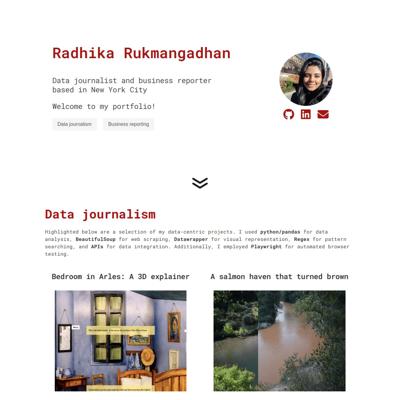 Radhika Rukmangadhan
Data journalist and business reporter
based in New York City
Welcome to my portfolio!
Data journalism
Business reporting
Data journalism
Highlighted below are a selection of my data-centric projects. I used python/pandas for data
analysis, BeautifulSoup for web scraping, Datawrapper for visual representation, Regex for pattern
searching, and APIs for data integration. Additionally, I employed Playwright for automated browser
testing.
Bedroom in Arles: A 3D explainer
A salmon haven that turned brown